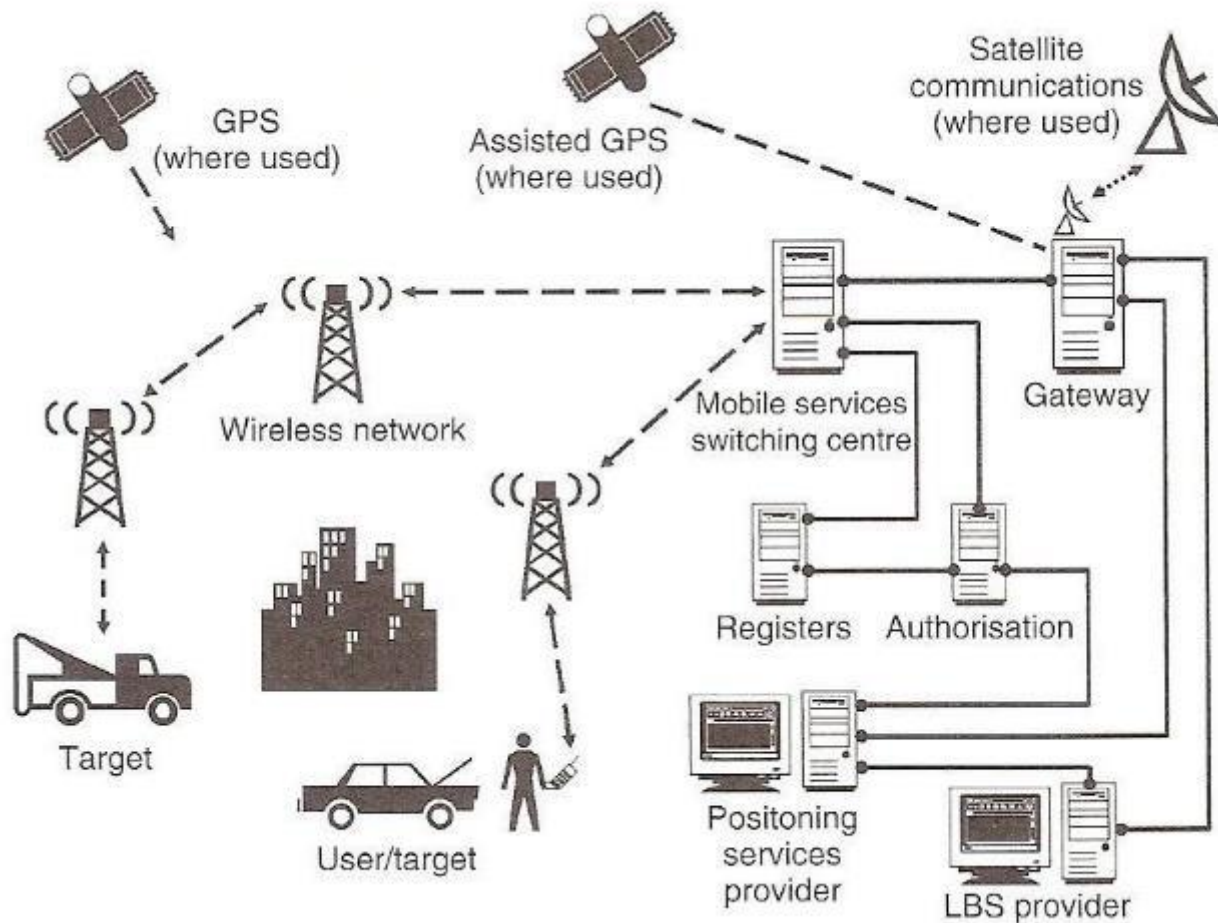 GPS
(where used)
Assisted GPS
(where used)
Satellite
communications
(where used)
Wireless network
Mobile services
switching centre
Gateway
Registers
Authorisation
Target
User/target
Positoning
services
provider
LBS provider